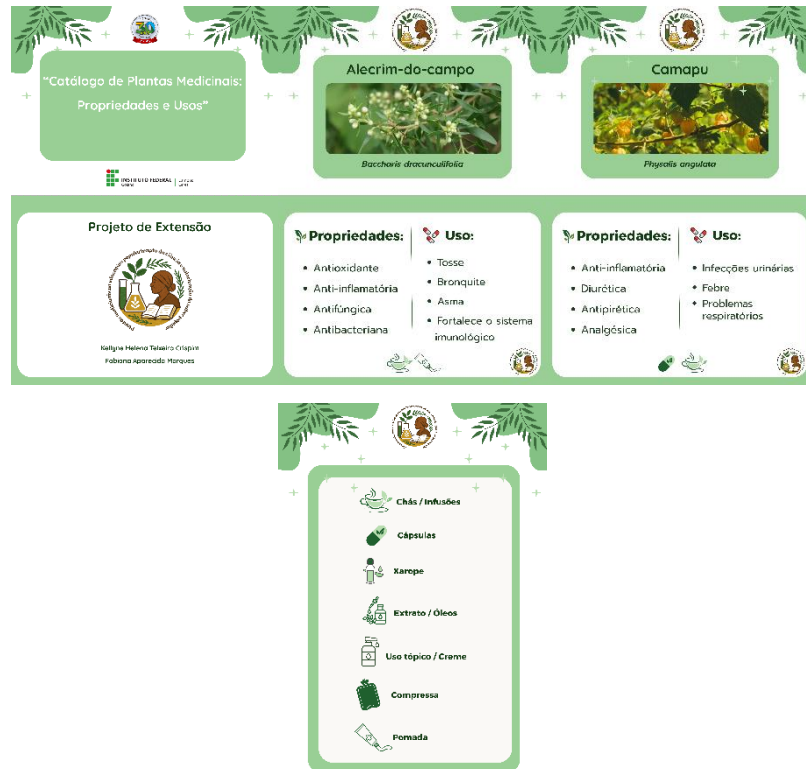 "Catálogo de Plantas Medicinais:
Propriedades e Usos"
INSTITUTO FEDERAL
Alecrim-do-campo
Baccharis dracunculifolia
Camapu
Physalis angulata
Projeto de Extensão
Kellyne Helena Teixeira Crispim
Fabiana Aparecida Marques
Propriedades:
Antioxidante
Anti-inflamatória
Antifúngica
Antibacteriana
Uso:
Tosse
Bronquite
Asma
Fortalece o sistema
imunológico
Propriedades:
Anti-inflamatória
Diurética
Antipirética
Analgésica
Uso:
Infecções urinárias
Febre
Problemas
respiratórios
Chás / Infusões
Cápsulas
Xarope
Extrato / Óleos
Uso tópico / Creme
Compressa
Pomada